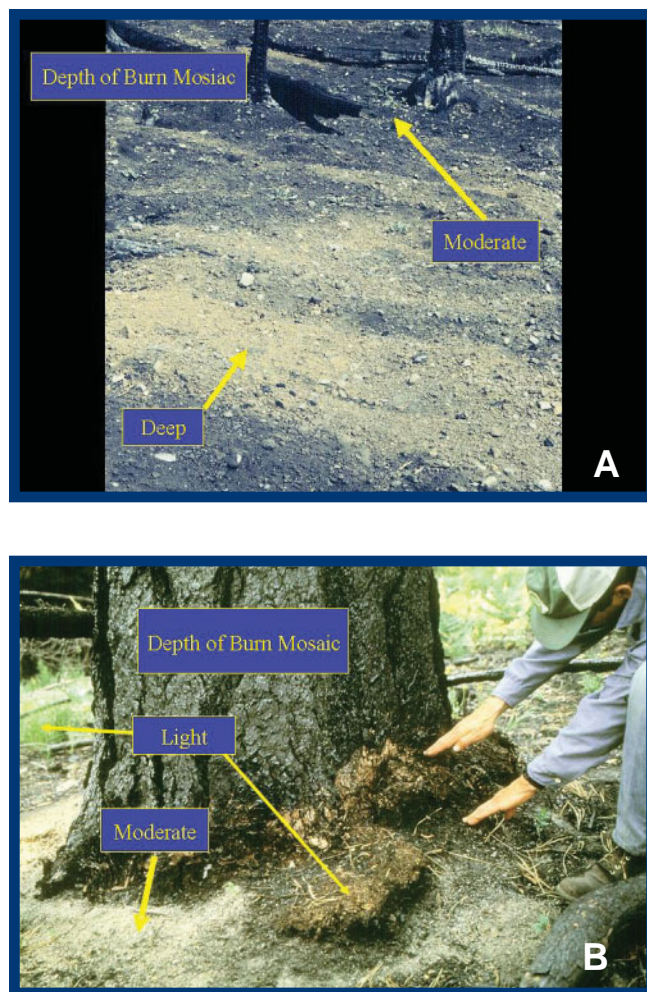 Depth of Burn Mosiac
Moderate
Deep
A
Depth of Burn Mosaic
Light
Moderate
B